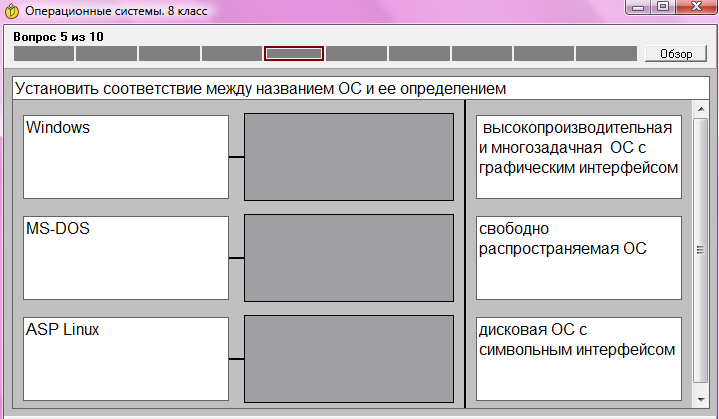 Операционные системы. 8 класс
Вопрос 5 из 10
Обзор
Установить соответствие между названием ОС и ее определением
Windows
высокопроизводительная
и многозадачная ОС с
графическим интерфейсом
MS-DOS
свободно
распространяемая ОС
ASP Linux
дисковая ОС с
символьным интерфейсом